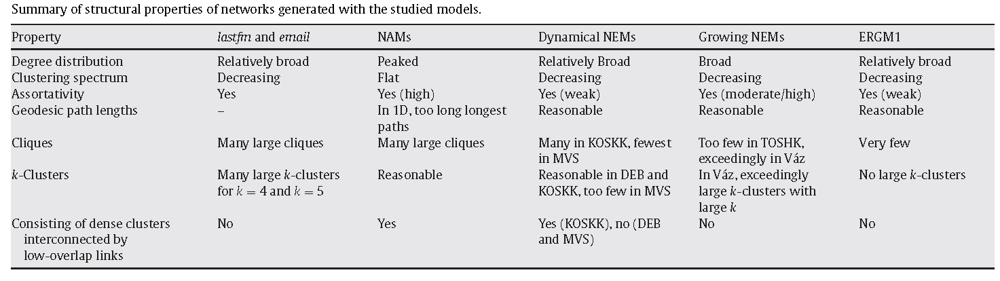 Summary of structural properties of networks generated with the studied models.
Property lastfm and email NAMs Dynamical NEMs Growing NEMs ERGM1
Degree distribution Relatively broad Peaked Relatively Broad Broad Relatively broad
Clustering spectrum Decreasing Flat Decreasing Decreasing Decreasing
Assortativity Yes Yes (high) Yes (weak) Yes (moderate/high) Yes (weak)
Geodesic path lengths – In 1D, too long longest Reasonable Reasonable Reasonable
paths
Cliques Many large cliques Many large cliques Many in KOSKK, fewest Too few in TOSHK, Very few
in MVS exceedingly in Váz
k-Clusters Many large k-clusters Reasonable Reasonable in DEB and In Váz, exceedingly No large k-clusters
for k = 4 and k = 5 KOSKK, too few in MVS large k-clusters with
large k
Consisting of dense clusters No Yes Yes (KOSKK), no (DEB No No
interconnected by and MVS)
low-overlap links